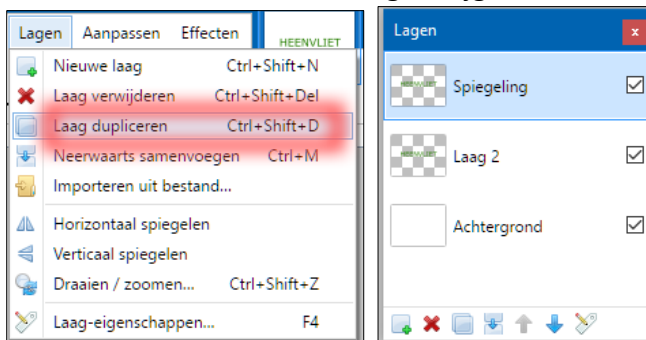 Lagen Aanpassen Effecten
HEENVLIET
Nieuwe laag Ctrl+Shift+N
Laag verwijderen Ctrl+Shift+Del
Laag dupliceren Ctrl+Shift+D
Neerwaarts samenvoegen Ctrl+M
Importeren uit bestand...
Horizontaal spiegelen
Verticaal spiegelen
Draaien / zoomen... Ctrl+Shift+Z
Laag-eigenschappen... F4
Lagen x
HEENVLIET Spiegeling
HEENVLIET Laag 2
Achtergrond